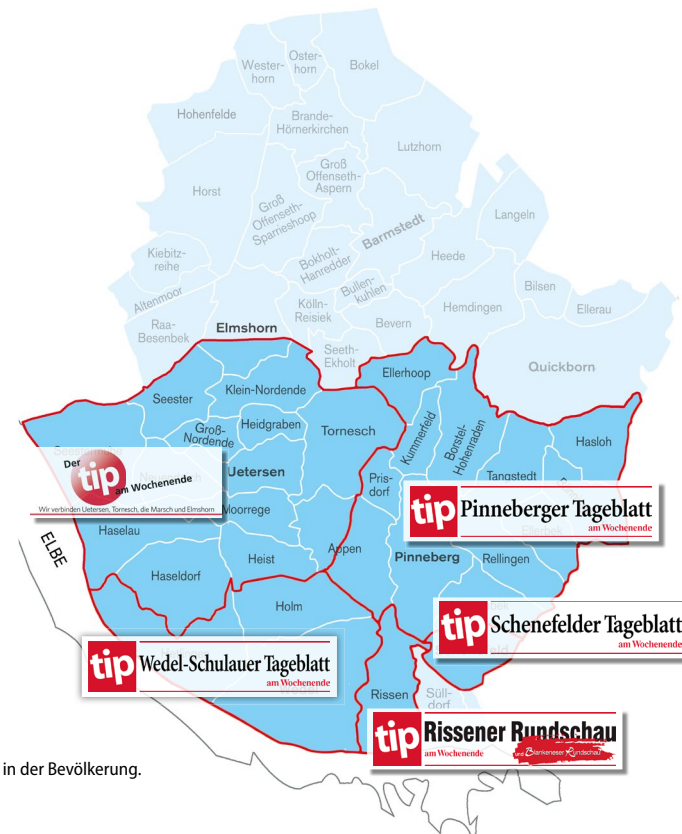 Wester-
horn
Oster-
horn
Bokel
Hohenfelde
Brande-
Hörnerkirchen
Lutzhorn
Groß
Offenseth-
Aspern
Horst
Groß
Offenseth-
Sparrieshoop
Langeln
Barmstedt
Kiebitz-
reihe
Bokholt-
Hanredder
Heede
Bullen-
kuhlen
Bilsen
Altenmoor
Kölln-
Reisiek
Hemdingen
Ellerau
Raa-
Besenbek
Elmshorn
Bevern
Seeth-
Ekholt
Quickborn
Ellerhoop
Klein-Nordende
Seester
Groß-
Nordende
Heidgraben
Tornesch
Kummerfeld
Borstel-
Hohenraden
Hasloh
Der
tip
am Wochenende
Wir verbinden Uetersen, Tornesch, die Marsch und Elmshorn
Uetersen
Pris-
dorf
Tangstedt
tip Pinneberger Tageblatt
am Wochenende
Moorrege
Haselau
ELBE
Appen
Pinneberg
Rellingen
Heist
Haseldorf
Holm
tip Schenefelder Tageblatt
am Wochenende
tip Wedel-Schulauer Tageblatt
am Wochenende
Rissen
Sülldorf
tip Rissener Rundschau
am Wochenende
und Blankeneser Rundschau
in der Bevölkerung.